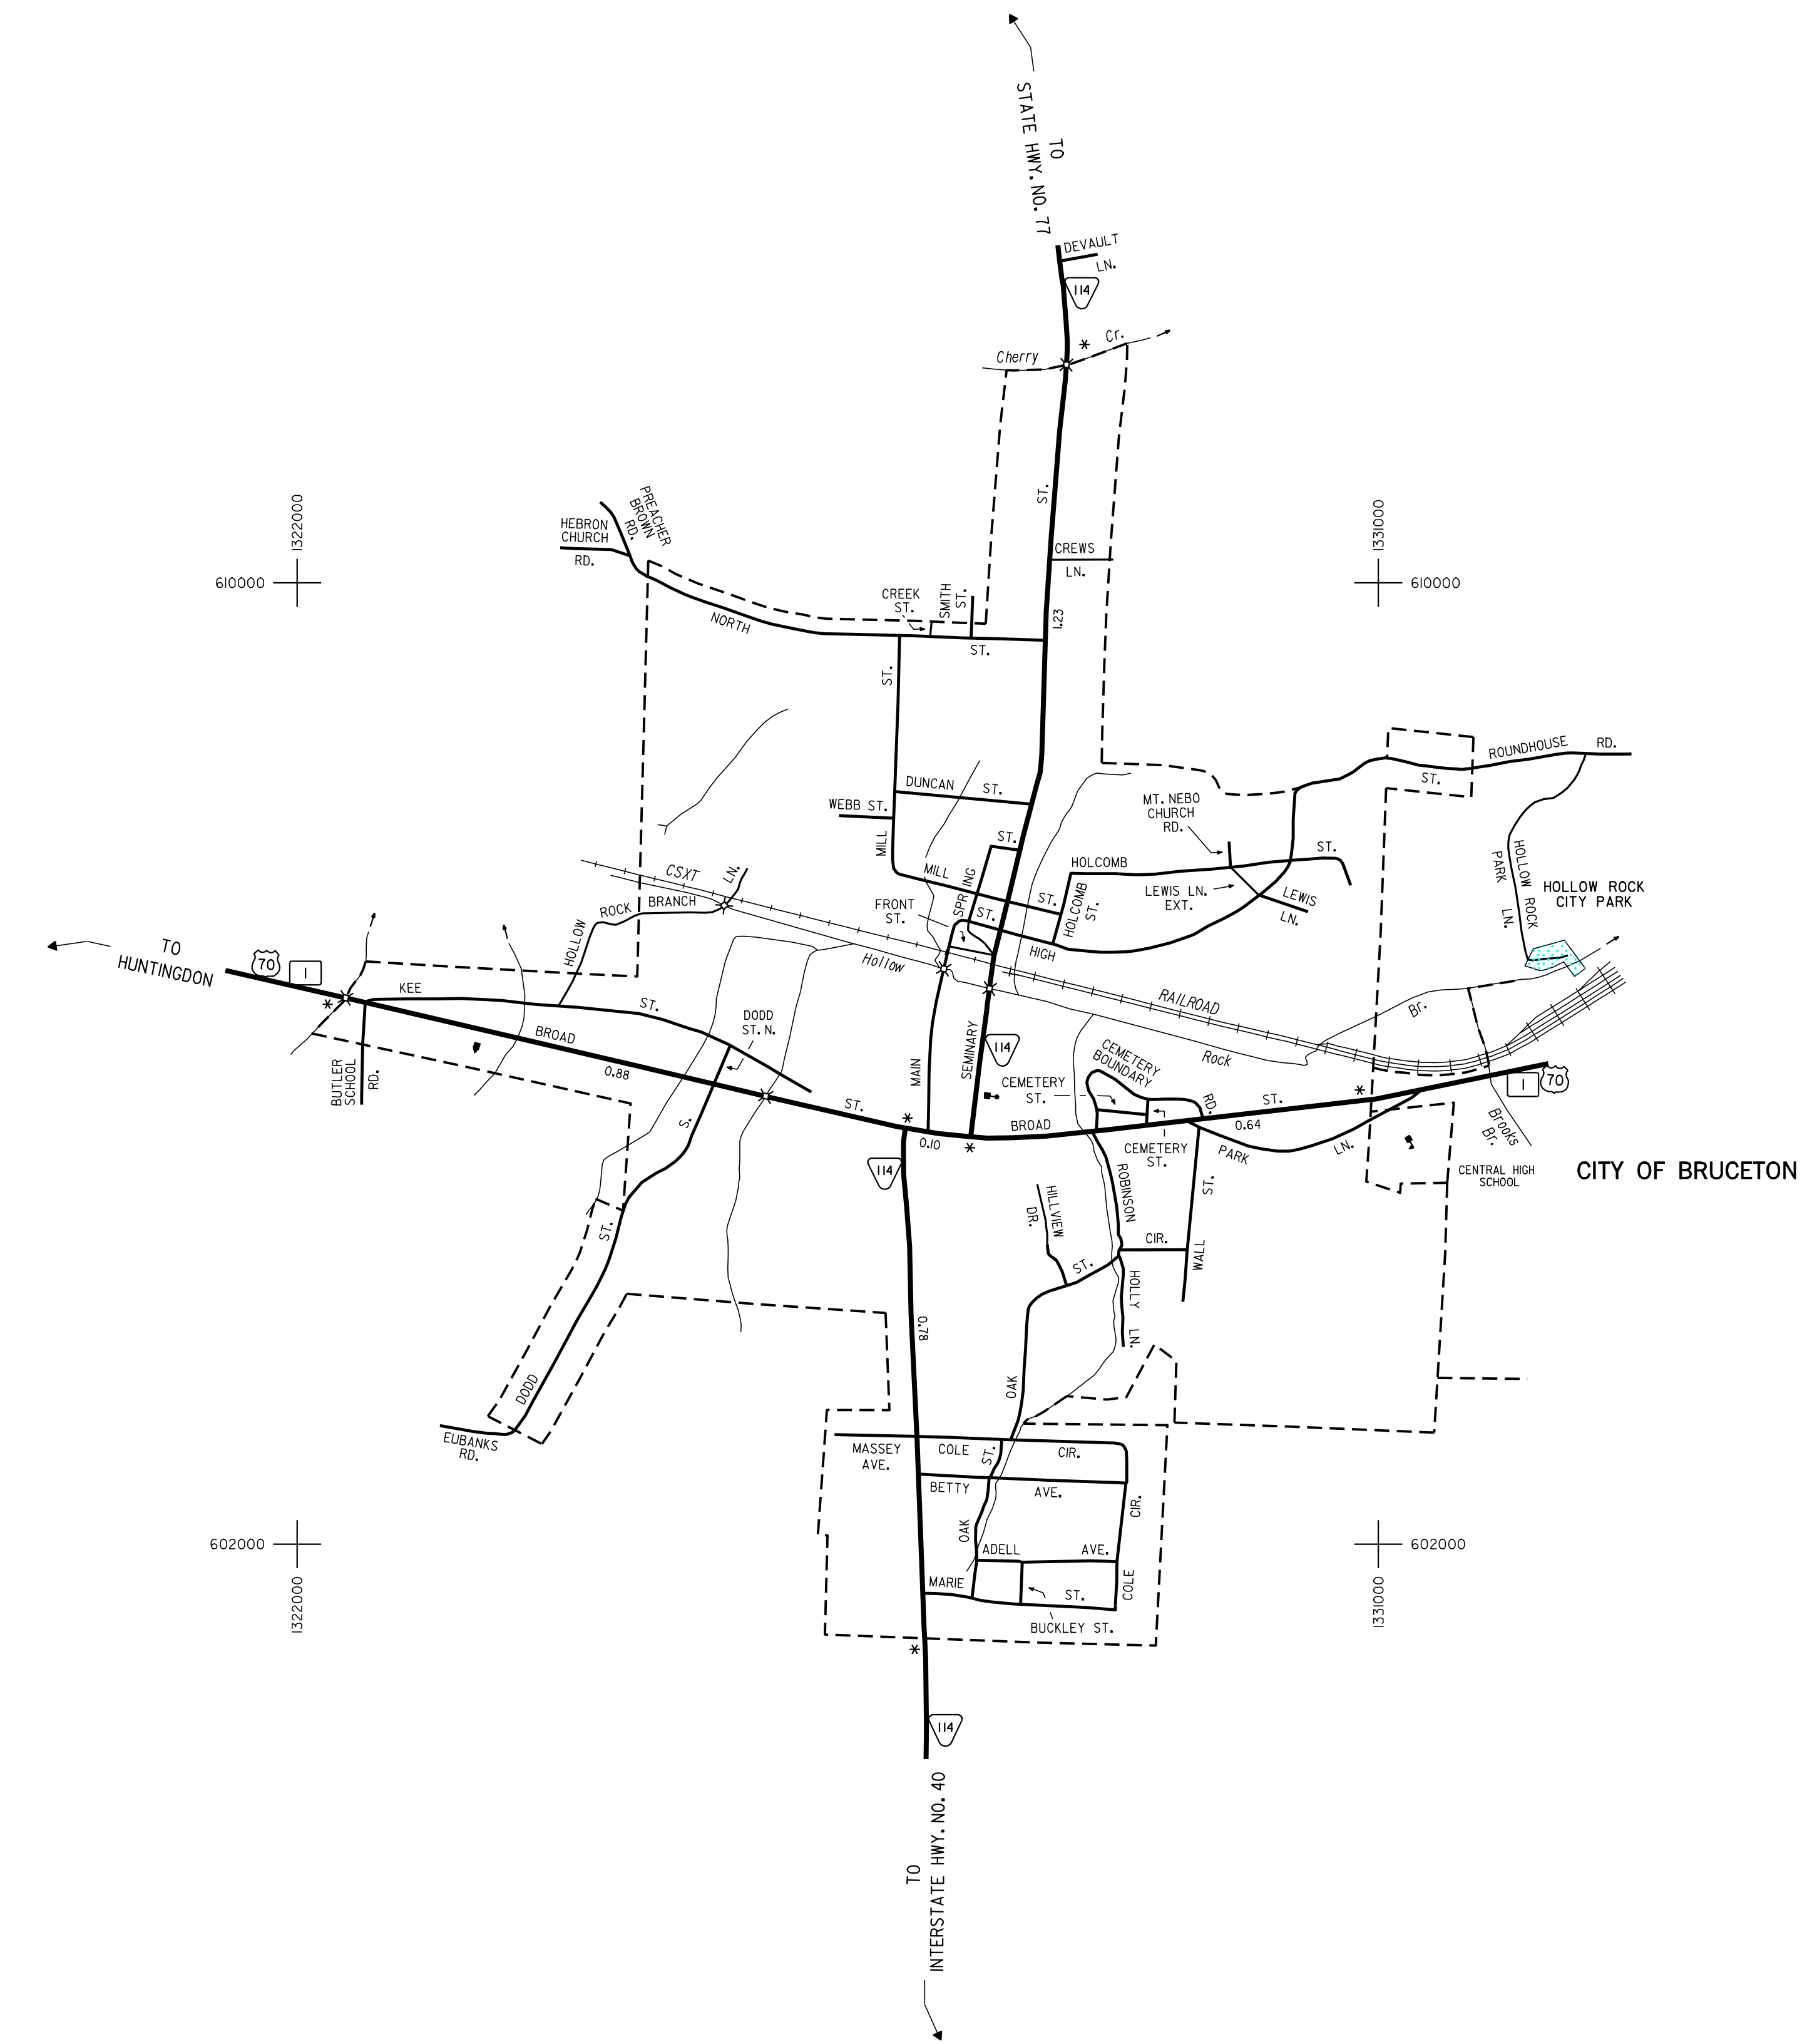 TO
STATE HWY. NO. 77
DEVAULT
LN.
114
Cherry
Cr.
ST.
1322000
610000
PREACHER
BROWN
RD.
HEBRON
CHURCH
RD.
CREWS
LN.
1331000
610000
CREEK
ST.
SMITH
ST.
1.23
NORTH
ST.
ST.
DUNCAN ST.
WEBB ST.
MILL
MILL
ST.
SPRING
ST.
ST.
HOLCOMB
ST.
HOLCOMB
ST.
MT. NEBO
CHURCH
RD.
LEWIS LN.
EXT.
LEWIS
LN.
ROUNDHOUSE RD.
ST.
HOLLOW ROCK
PARK LN.
HOLLOW ROCK
CITY PARK
CSXT
LN.
BRANCH
ROCK
HOLLOW
FRONT
ST.
HIGH
Hollow
RAILROAD
Rock
Br.
TO
HUNTINGDON
70
1
KEE
ST.
BROAD
0.88
BUTLER
SCHOOL
RD.
DODD
ST. N.
ST.
MAIN
SEMINARY
114
CEMETERY
BOUNDARY
RD.
CEMETERY
ST.
BROAD
0.10
114
CEMETERY
ST.
ST.
0.64
PARK
LN.
1
70
Brooks
Br.
CENTRAL HIGH
SCHOOL
CITY OF BRUCETON
S.
ST.
DODD
EUBANKS
RD.
HILLVIEW
DR.
ROBINSON
CIR.
ST.
WALL
ST.
HOLLY
LN.
OAK
0.78
MASSEY
AVE.
COLE
ST.
CIR.
BETTY
AVE.
OAK
CIR.
ADELL
AVE.
COLE
MARIE
ST.
BUCKLEY ST.
602000
1322000
602000
1331000
114
TO
INTERSTATE HWY. NO. 40